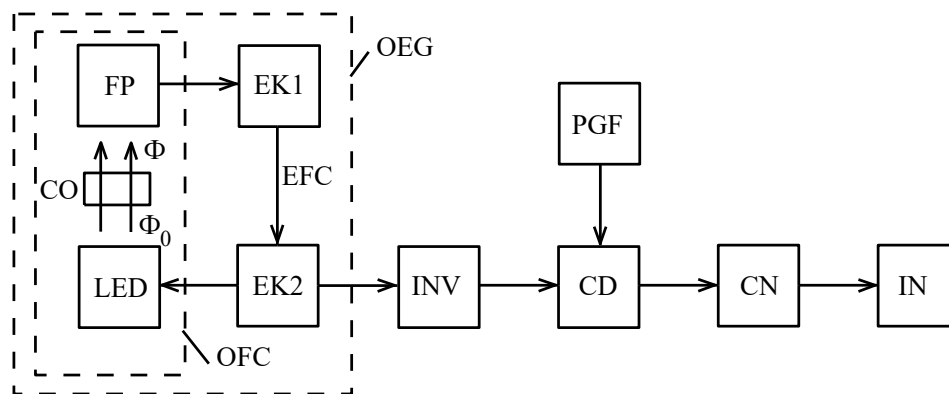 OEG
FP
EK1
PGF
Φ
EFC
CO
Φ0
LED
EK2
INV
CD
CN
IN
OFC